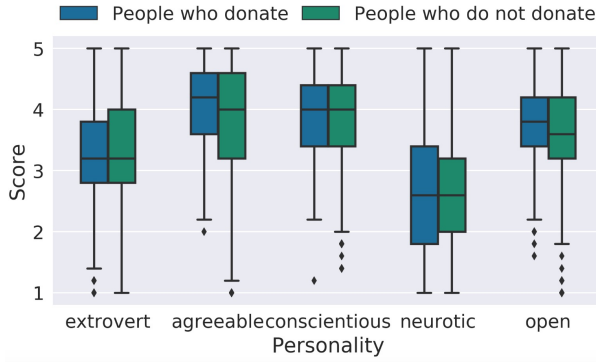 People who donate People who do not donate
5
4
3
2
1
Score
extrovert agreeable conscientious neurotic open
Personality